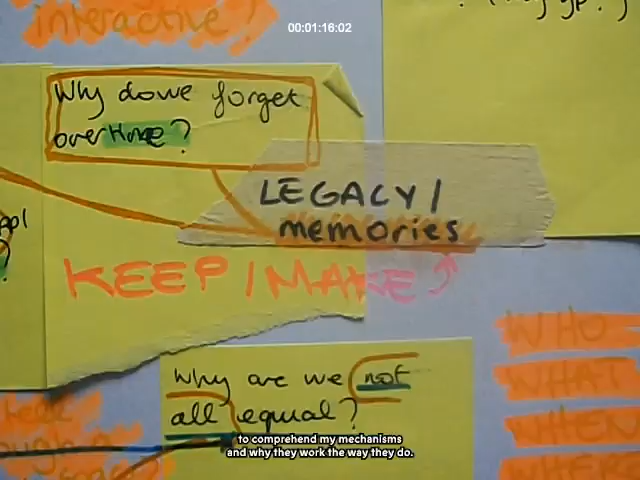 interactive?
00:01:16:02
Why do we forget
over time?
LEGACY /
memories
KEEP / MAKE
Why are we not
all equal?
WHO
WHAT
WHEN
WHERE
to comprehend my mechanisms
and why they work the way they do.